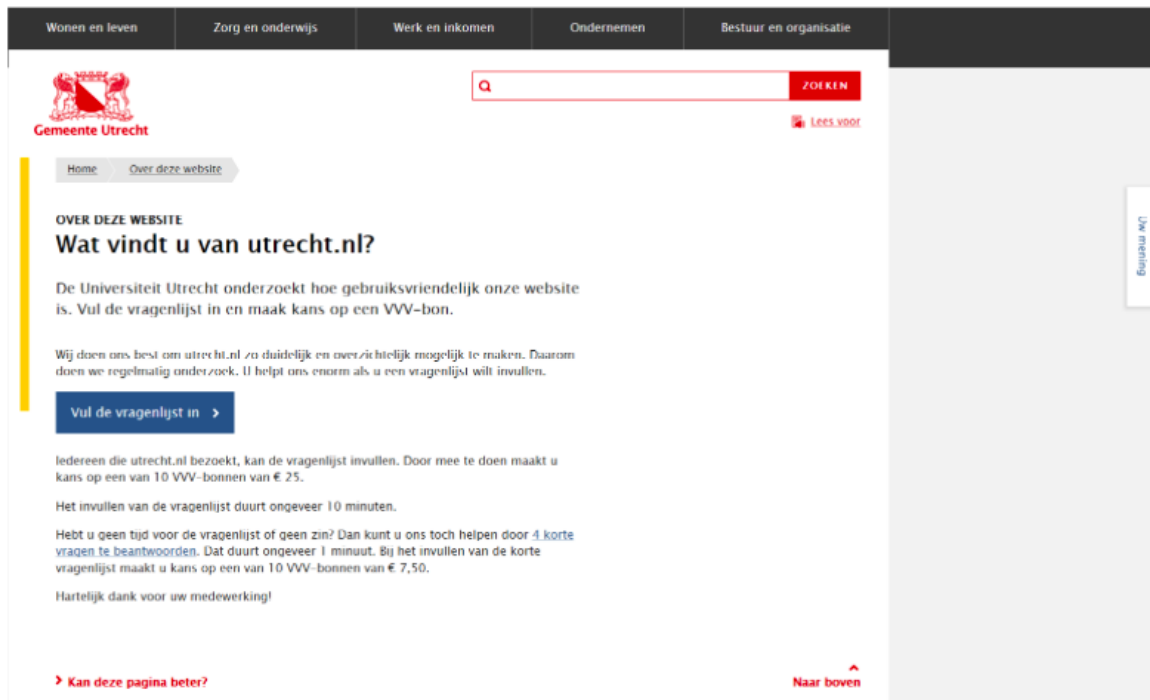 Wonen en leven
Zorg en onderwijs
Werk en inkomen
Ondernemen
Bestuur en organisatie
Gemeente Utrecht
ZOEKEN
Lees voor
Home
Over deze website
Uw mening
OVER DEZE WEBSITE
Wat vindt u van utrecht.nl?
De Universiteit Utrecht onderzoekt hoe gebruiksvriendelijk onze website
is. Vul de vragenlijst in en maak kans op een VVV-bon.
Wij doen ons best om utrecht.nl zo duidelijk en overzichtelijk mogelijk te maken. Daarom
doen we regelmatig onderzoek. U helpt ons enorm als u een vragenlijst wilt invullen.
Vul de vragenlijst in
Iedereen die utrecht.nl bezoekt, kan de vragenlijst invullen. Door mee te doen maakt u
kans op een van 10 VVV-bonnen van € 25.
Het invullen van de vragenlijst duurt ongeveer 10 minuten.
Hebt u geen tijd voor de vragenlijst of geen zin? Dan kunt u ons toch helpen door 4 korte
vragen te beantwoorden. Dat duurt ongeveer 1 minuut. Bij het invullen van de korte
vragenlijst maakt u kans op een van 10 VVV-bonnen van € 7,50.
Hartelijk dank voor uw medewerking!
Kan deze pagina beter?
Naar boven